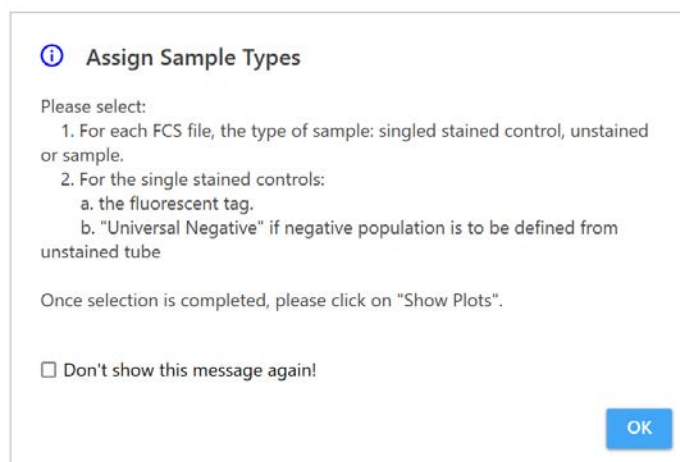 Assign Sample Types
Please select:
1. For each FCS file, the type of sample: singled stained control, unstained
or sample.
2. For the single stained controls:
a. the fluorescent tag.
b. "Universal Negative" if negative population is to be defined from
unstained tube
Once selection is completed, please click on "Show Plots".
Don't show this message again!
OK